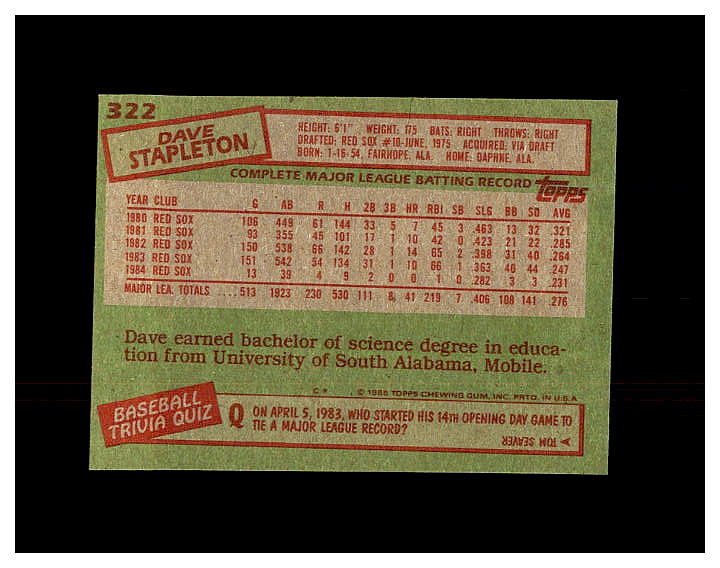 322
DAVE
STAPLETON
HEIGHT: 6'1" WEIGHT: 175 BATS: RIGHT THROWS: RIGHT
DRAFTED: RED SOX #10-JUNE, 1975 ACQUIRED: VIA DRAFT
BORN: 1-16-54, FAIRHOPE, ALA. HOME: DAPHNE, ALA.
COMPLETE MAJOR LEAGUE BATTING RECORD topps
YEAR CLUB G AB R H 2B 3B HR RBI SB SLG BB SO AVG
1980 RED SOX 106 449 61 144 33 5 7 45 3 .463 13 32 .321
1981 RED SOX 93 355 45 101 17 1 10 42 0 .423 21 22 .285
1982 RED SOX 150 538 66 142 28 1 14 65 2 .398 31 40 .264
1983 RED SOX 151 542 54 134 31 1 10 66 1 .363 40 44 .247
1984 RED SOX 13 39 4 9 2 0 0 1 0 .282 3 3 .231
MAJOR LEA. TOTALS ....513 1923 230 530 111 8 41 219 7 .406 108 141 .276
Dave earned bachelor of science degree in educa-
tion from University of South Alabama, Mobile.
C * © 1985 TOPPS CHEWING GUM, INC. PRTD. IN U.S.A.
BASEBALL
TRIVIA QUIZ
Q ON APRIL 5, 1983, WHO STARTED HIS 14TH OPENING DAY GAME TO
TIE A MAJOR LEAGUE RECORD?
A TOM SEAVER